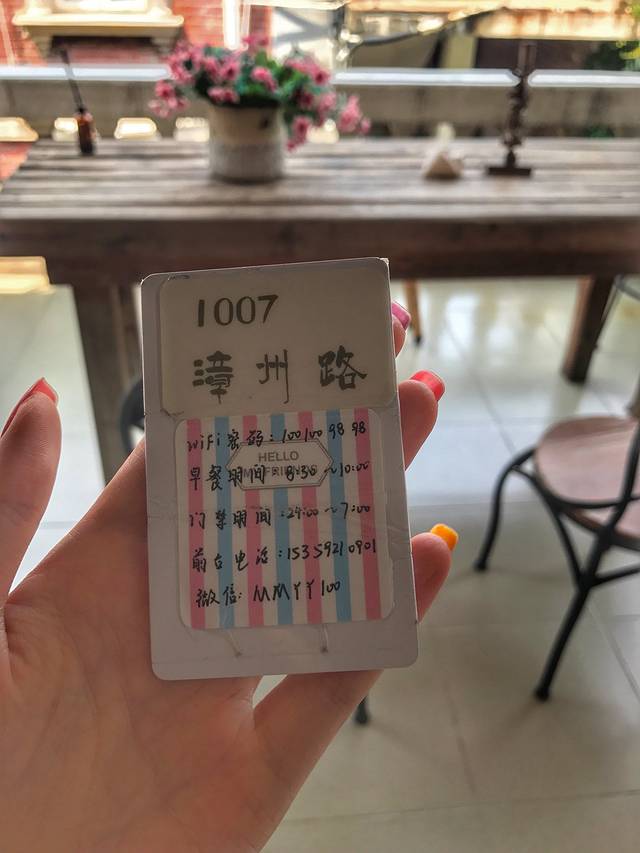 1007
漳州路
WiFi密码:100100 98 98
HELLO
MY FRIENDS
早餐时间:8:30~10:00
门禁时间:24:00~7:00
前台电话:15359210901
微信:MMYY100